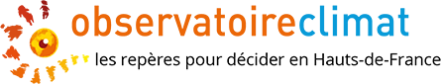 observatoireclimat
les repères pour décider en Hauts-de-France